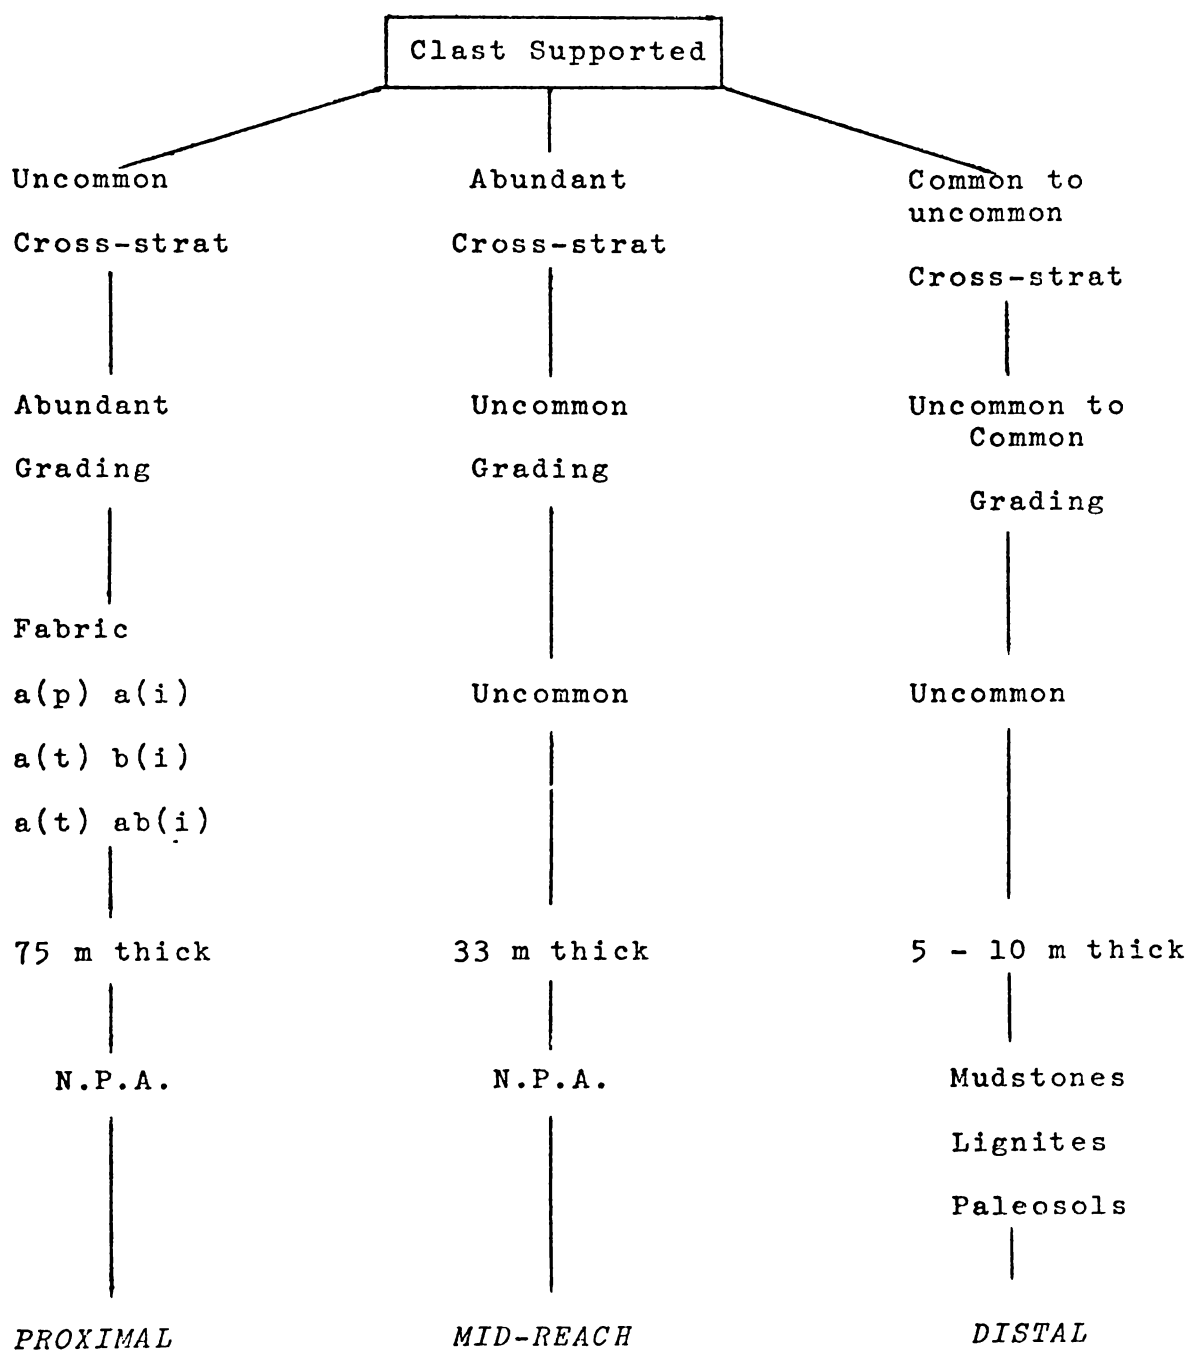 Clast Supported
Uncommon
Cross-strat
Abundant
Grading
Fabric
a(p) a(i)
a(t) b(i)
a(t) ab(i)
75 m thick
N.P.A.
PROXIMAL
Abundant
Cross-strat
Uncommon
Grading
Uncommon
33 m thick
N.P.A.
MID-REACH
Common to
uncommon
Cross-strat
Uncommon to
Common
Grading
Uncommon
5 - 10 m thick
Mudstones
Lignites
Paleosols
DISTAL